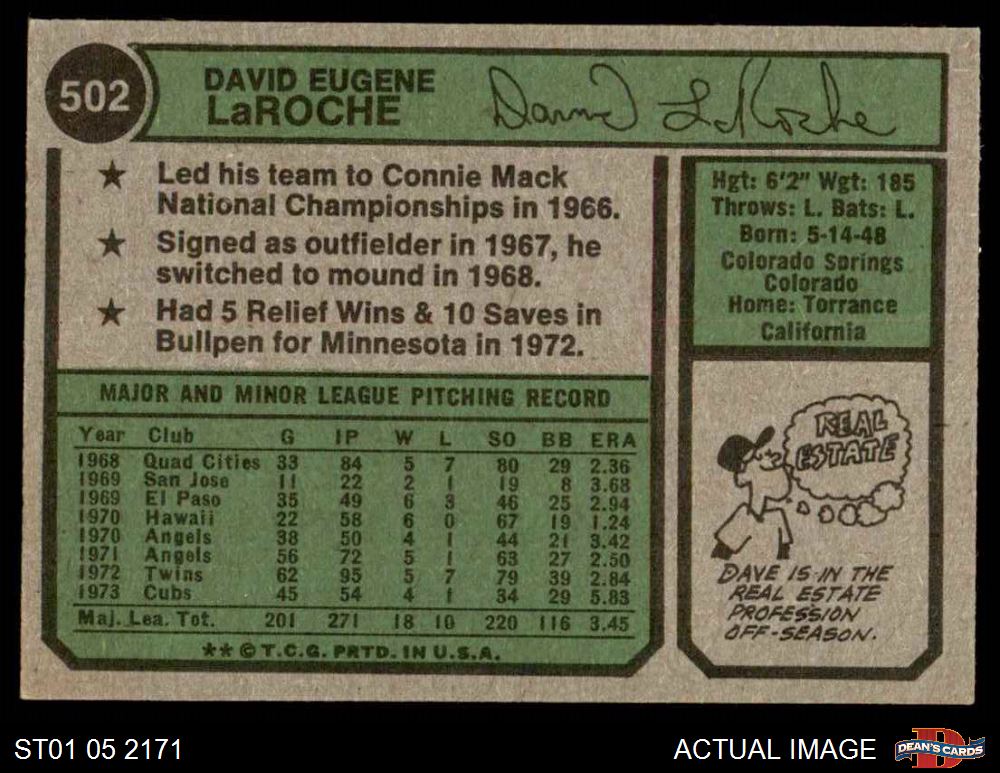 502
DAVID EUGENE
LaROCHE
David LaRoche
★ Led his team to Connie Mack
National Championships in 1966.
★ Signed as outfielder in 1967, he
switched to mound in 1968.
★ Had 5 Relief Wins & 10 Saves in
Bullpen for Minnesota in 1972.
Hgt: 6'2" Wgt: 185
Throws: L. Bats: L.
Born: 5-14-48
Colorado Springs
Colorado
Home: Torrance
California
MAJOR AND MINOR LEAGUE PITCHING RECORD
Year Club G IP W L SO BB ERA
1968 Quad Cities 33 84 5 7 80 29 2.36
1969 San Jose 11 22 2 1 19 8 3.68
1969 El Paso 35 49 6 3 46 25 2.94
1970 Hawaii 22 58 6 0 67 19 1.24
1970 Angels 38 50 4 1 44 21 3.42
1971 Angels 56 72 5 1 63 27 2.50
1972 Twins 62 95 5 7 79 39 2.84
1973 Cubs 45 54 4 1 34 29 5.83
Maj. Lea. Tot. 201 271 18 10 220 116 3.45
** © T.C.G. PRTD. IN U.S.A.
REAL
ESTATE
DAVE IS IN THE
REAL ESTATE
PROFESSION
OFF-SEASON.
ST01 05 2171
ACTUAL IMAGE
D
DEAN'S CARDS